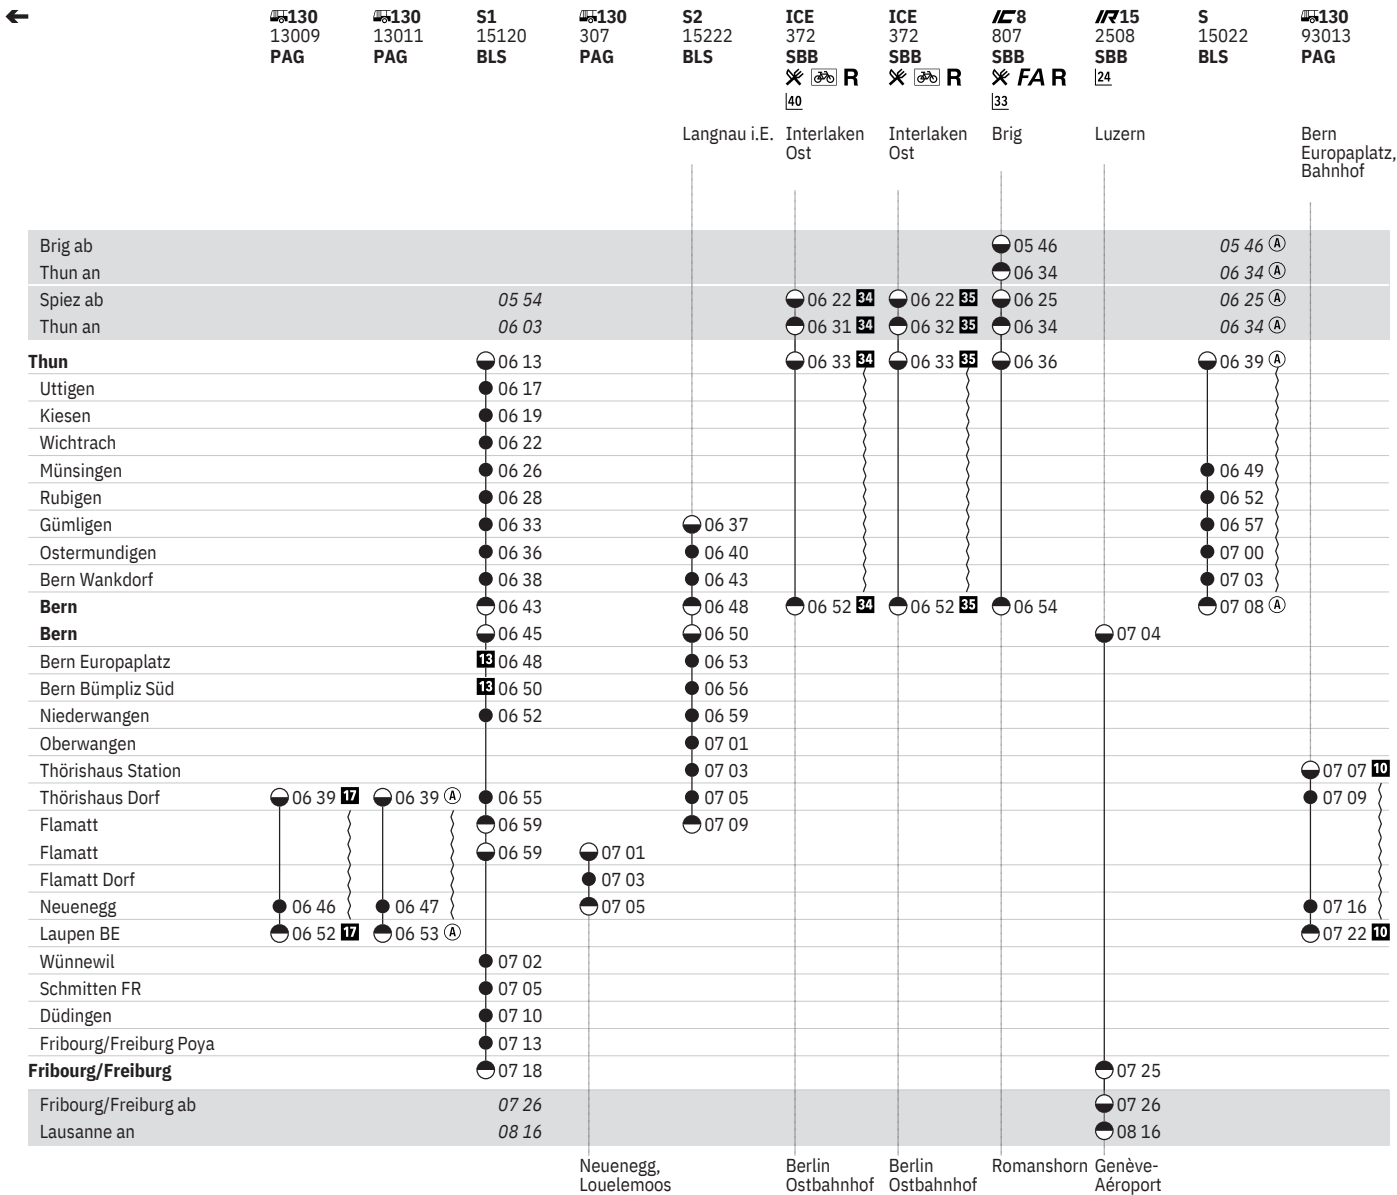 130 130 S1 130 S2 ICE ICE IC8 IR15 S 130
13009 13011 15120 307 15222 372 372 807 2508 15022 93013
PAG PAG BLS PAG BLS SBB SBB SBB SBB BLS PAG
R R FA R 24
40 33
Langnau i.E. Interlaken Interlaken Brig Luzern Bern
Ost Ost Europaplatz,
Bahnhof
Brig ab 05 46 05 46 A
Thun an 06 34 06 34 A
Spiez ab 05 54 06 22 34 06 22 35 06 25 06 25 A
Thun an 06 03 06 31 34 06 32 35 06 34 06 34 A
Thun 06 13 06 33 34 06 33 35 06 36 06 39 A
Uttigen 06 17
Kiesen 06 19
Wichtrach 06 22
Münsingen 06 26 06 49
Rubigen 06 28 06 52
Gümligen 06 33 06 37 06 57
Ostermundigen 06 36 06 40 07 00
Bern Wankdorf 06 38 06 43 07 03
Bern 06 43 06 48 06 52 34 06 52 35 06 54 07 08 A
Bern 06 45 06 50 07 04
Bern Europaplatz 13 06 48 06 53
Bern Bümpliz Süd 13 06 50 06 56
Niederwangen 06 52 06 59
Oberwangen 07 01
Thörishaus Station 07 03 07 07 10
Thörishaus Dorf 06 39 17 06 39 A 06 55 07 05 07 09
Flamatt 06 59 07 09
Flamatt 06 59 07 01
Flamatt Dorf 07 03
Neuenegg 06 46 06 47 07 05 07 16
Laupen BE 06 52 17 06 53 A 07 22 10
Wünnewil 07 02
Schmitten FR 07 05
Düdingen 07 10
Fribourg/Freiburg Poya 07 13
Fribourg/Freiburg 07 18 07 25
Fribourg/Freiburg ab 07 26 07 26
Lausanne an 08 16 08 16
Neuenegg, Berlin Berlin Romanshorn Genève-
Louelemoos Ostbahnhof Ostbahnhof Aéroport